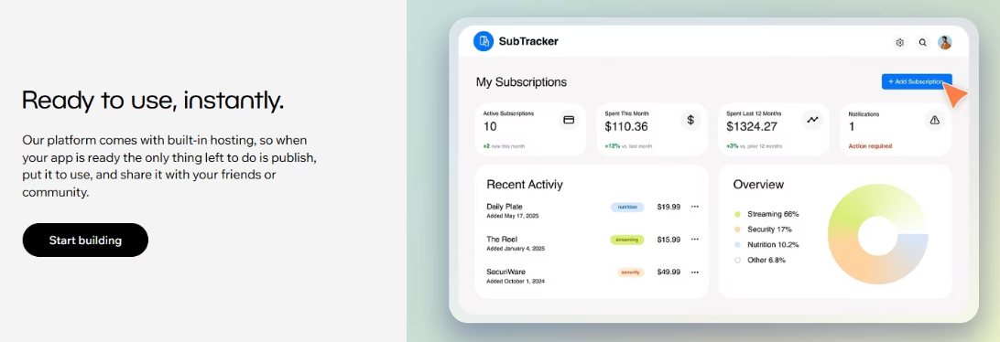 Ready to use, instantly.
Our platform comes with built-in hosting, so when
your app is ready the only thing left to do is publish,
put it to use, and share it with your friends or
community.
Start building
SubTracker
My Subscriptions
+ Add Subscription
Active Subscriptions
10
+2 new this month
Spent This Month
$110.36
$
+12% vs. last month
Spent Last 12 Months
$1324.27
+3% vs. prior 12 months
Notifications
1
Action required
Recent Activiy
Daily Plate
Added May 17, 2025
nutrition
$19.99
The Reel
Added January 4, 2025
streaming
$15.99
SecuriWare
Added October 1, 2024
security
$49.99
Overview
Streaming 66%
Security 17%
Nutrition 10.2%
Other 6.8%